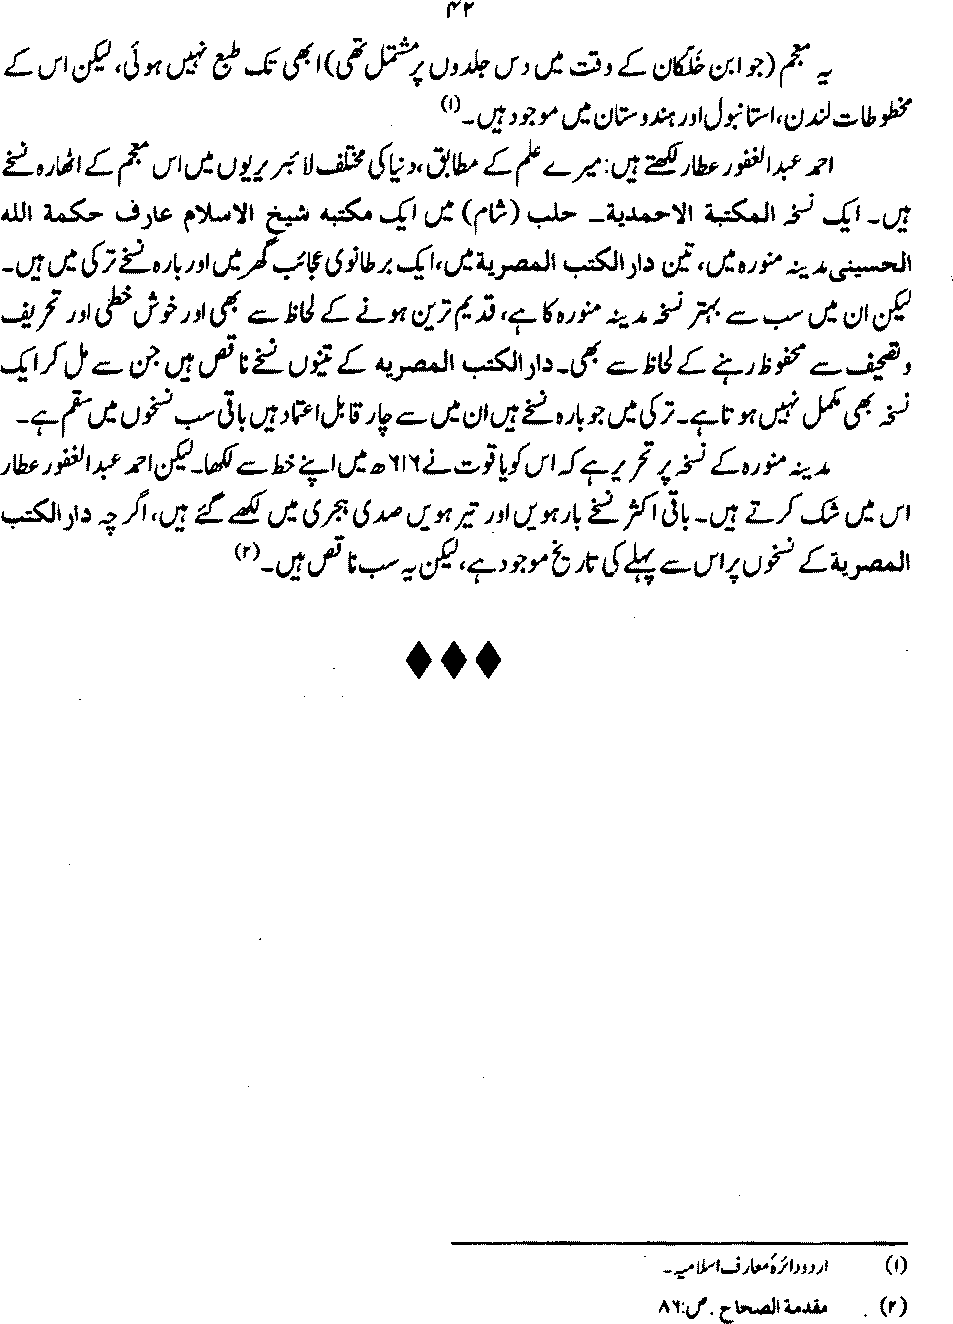 ۴۲
یہ معجم (جو ابن خلکان کے وقت میں دس جلدوں پر مشتمل تھی) ابھی تک طبع نہیں ہوئی، لیکن اس کے
مخطوطات لندن، استانبول اور ہندوستان میں موجود ہیں۔(۱)
احمد عبدالغفور عطار لکھتے ہیں: میرے علم کے مطابق، دنیا کی مختلف لائبریریوں میں اس معجم کے اٹھارہ نسخے
ہیں۔ ایک نسخہ المکتبة الاحمدیة۔ حلب (شام) میں ایک مکتبہ شیخ الاسلام عارف حکمة اللہ
الحسینی مدینہ منورہ میں، تین دار الکتب المصریة میں، ایک برطانوی عجائب گھر میں اور بارہ نسخے ترکی میں ہیں۔
لیکن ان میں سب سے بہتر نسخہ مدینہ منورہ کا ہے، قدیم ترین ہونے کے لحاظ سے بھی اور خوش خطی اور تحریف
وتصحیف سے محفوظ رہنے کے لحاظ سے بھی۔ دار الکتب المصریہ کے تینوں نسخے ناقص ہیں جن سے مل کر ایک
نسخہ بھی مکمل نہیں ہوتا ہے۔ ترکی میں جو بارہ نسخے ہیں ان میں سے چار قابل اعتماد ہیں باقی سب نسخوں میں سقم ہے۔
مدینہ منورہ کے نسخہ پر تحریر ہے کہ اس کو یاقوت نے ۶۱۶ھ میں اپنے خط سے لکھا۔ لیکن احمد عبدالغفور عطار
اس میں شک کرتے ہیں۔ باقی اکثر نسخے بارہویں اور تیرہویں صدی ہجری میں لکھے گئے ہیں، اگرچہ دار الکتب
المصریة کے نسخوں پر اس سے پہلے کی تاریخ موجود ہے، لیکن یہ سب ناقص ہیں۔(۲)
(۱) اردو دائرۂ معارف اسلامیہ۔
(۲) مقدمة الصحاح۔ ص:۸۶